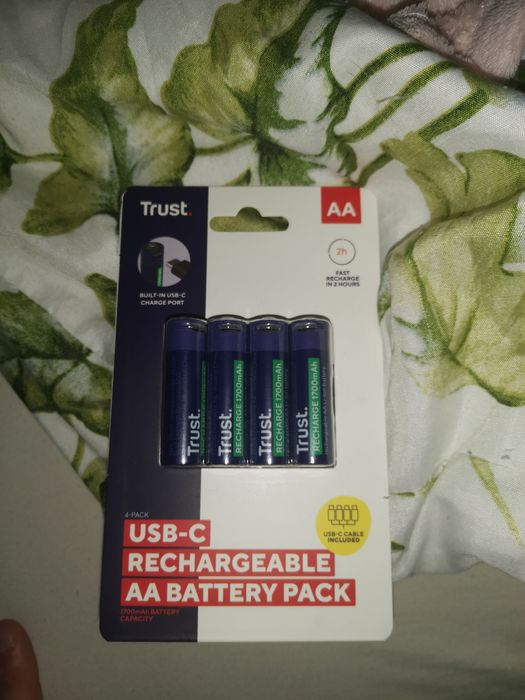 Trust.
AA
2h
FAST
RECHARGE
IN 2 HOURS
BUILT-IN USB-C
CHARGE PORT
Trust.
Trust.
RECHARGE 1700mAh
Trust.
RECHARGE 1700mAh
Trust.
RECHARGE 1700mAh
4-PACK
USB-C
RECHARGEABLE
AA BATTERY PACK
USB-C CABLE
INCLUDED
1700mAh BATTERY
CAPACITY